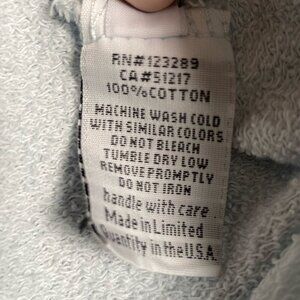 RN#123289
CA#51217
100%COTTON
MACHINE WASH COLD
WITH SIMILAR COLORS
DO NOT BLEACH
TUMBLE DRY LOW
REMOVE PROMPTLY
DO NOT IRON
handle with care
Made in Limited
Quantity in the U.S.A.